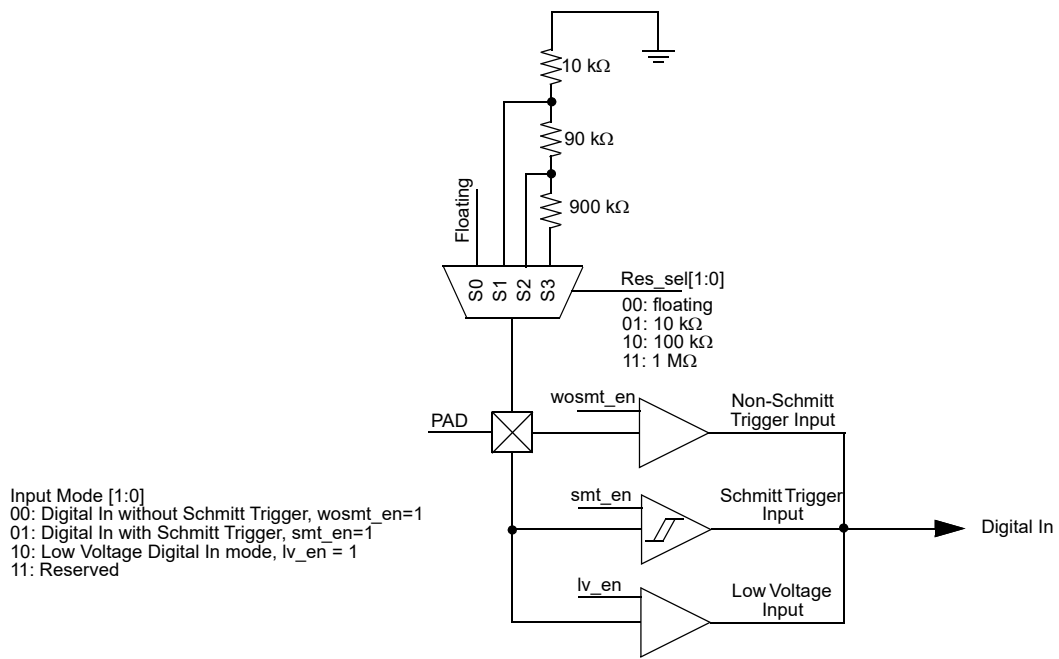 10 kΩ
90 kΩ
900 kΩ
Floating
S0
S1
S2
S3
Res_sel[1:0]
00: floating
01: 10 kΩ
10: 100 kΩ
11: 1 MΩ
PAD
wosmt_en
Non-Schmitt
Trigger Input
Input Mode [1:0]
00: Digital In without Schmitt Trigger, wosmt_en=1
01: Digital In with Schmitt Trigger, smt_en=1
10: Low Voltage Digital In mode, lv_en = 1
11: Reserved
smt_en
Schmitt Trigger
Input
Digital In
lv_en
Low Voltage
Input